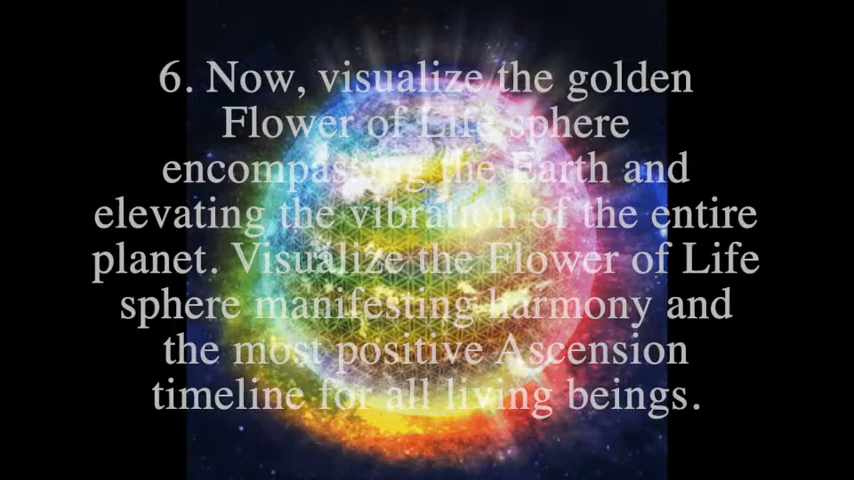 6. Now, visualize the golden
Flower of Life sphere
encompassing the Earth and
elevating the vibration of the entire
planet. Visualize the Flower of Life
sphere manifesting harmony and
the most positive Ascension
timeline for all living beings.